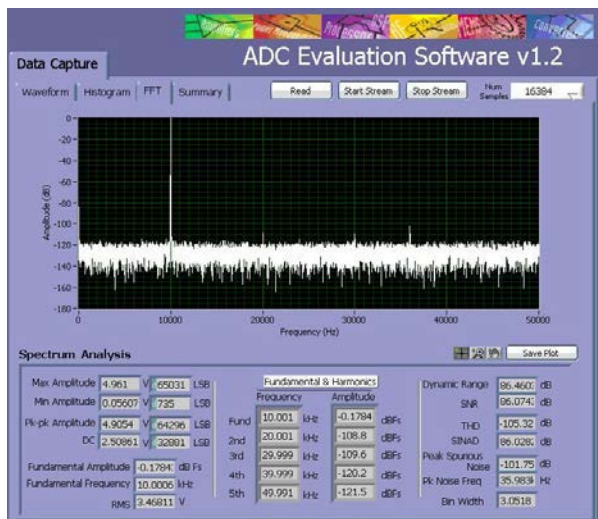 ADC Evaluation Software v1.2
Data Capture
Waveform Histogram FFT Summary Read Start Stream Stop Stream Num Samples 16384
Amplitude (dB)
0
-20
-40
-60
-80
-100
-120
-140
-160
-180
0 10000 20000 30000 40000 50000
Frequency (Hz)
Spectrum Analysis Save Plot
Max Amplitude 4.961 V 65031 LSB
Min Amplitude 0.05607 V 735 LSB
Pk-pk Amplitude 4.9054 V 64296 LSB
DC 2.50861 V 32881 LSB
Fundamental Amplitude -0.1784 dB Fs
Fundamental Frequency 10.0006 kHz
RMS 3.46811 V
Fundamental & Harmonics
Frequency Amplitude
Fund 10.001 kHz -0.1784 dBFs
2nd 20.001 kHz -108.8 dBFs
3rd 29.999 kHz -109.6 dBFs
4th 39.999 kHz -120.2 dBFs
5th 49.991 kHz -121.5 dBFs
Dynamic Range 86.460 dB
SNR 86.074 dB
THD -105.32 dB
SINAD 86.028 dB
Peak Spurious Noise -101.75 dB
Pk Noise Freq 35.983 Hz
Bin Width 3.0518